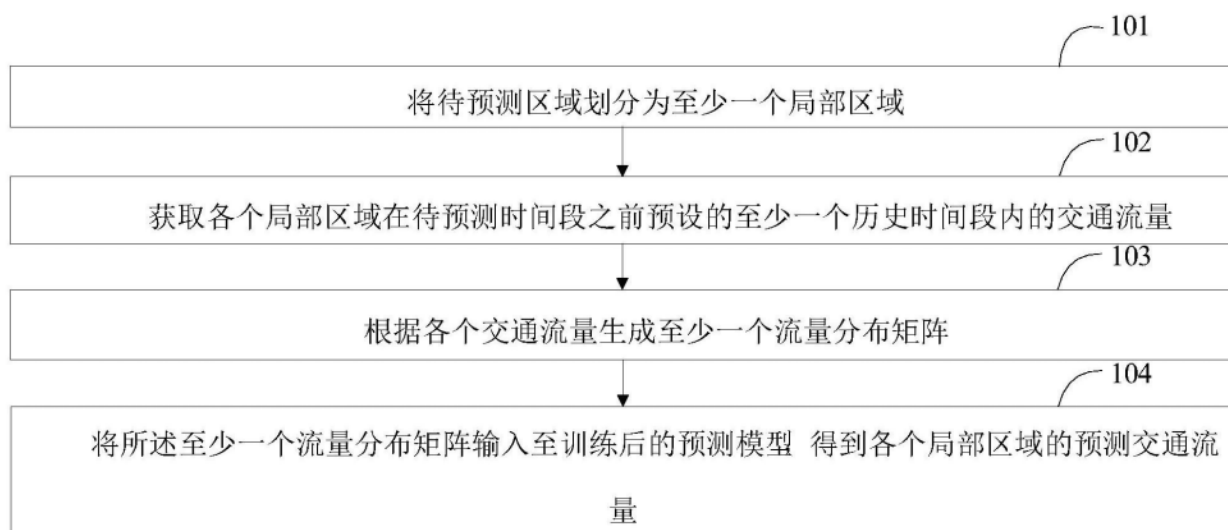 101
将待预测区域划分为至少一个局部区域
102
获取各个局部区域在待预测时间段之前预设的至少一个历史时间段内的交通流量
103
根据各个交通流量生成至少一个流量分布矩阵
104
将所述至少一个流量分布矩阵输入至训练后的预测模型 得到各个局部区域的预测交通流
量